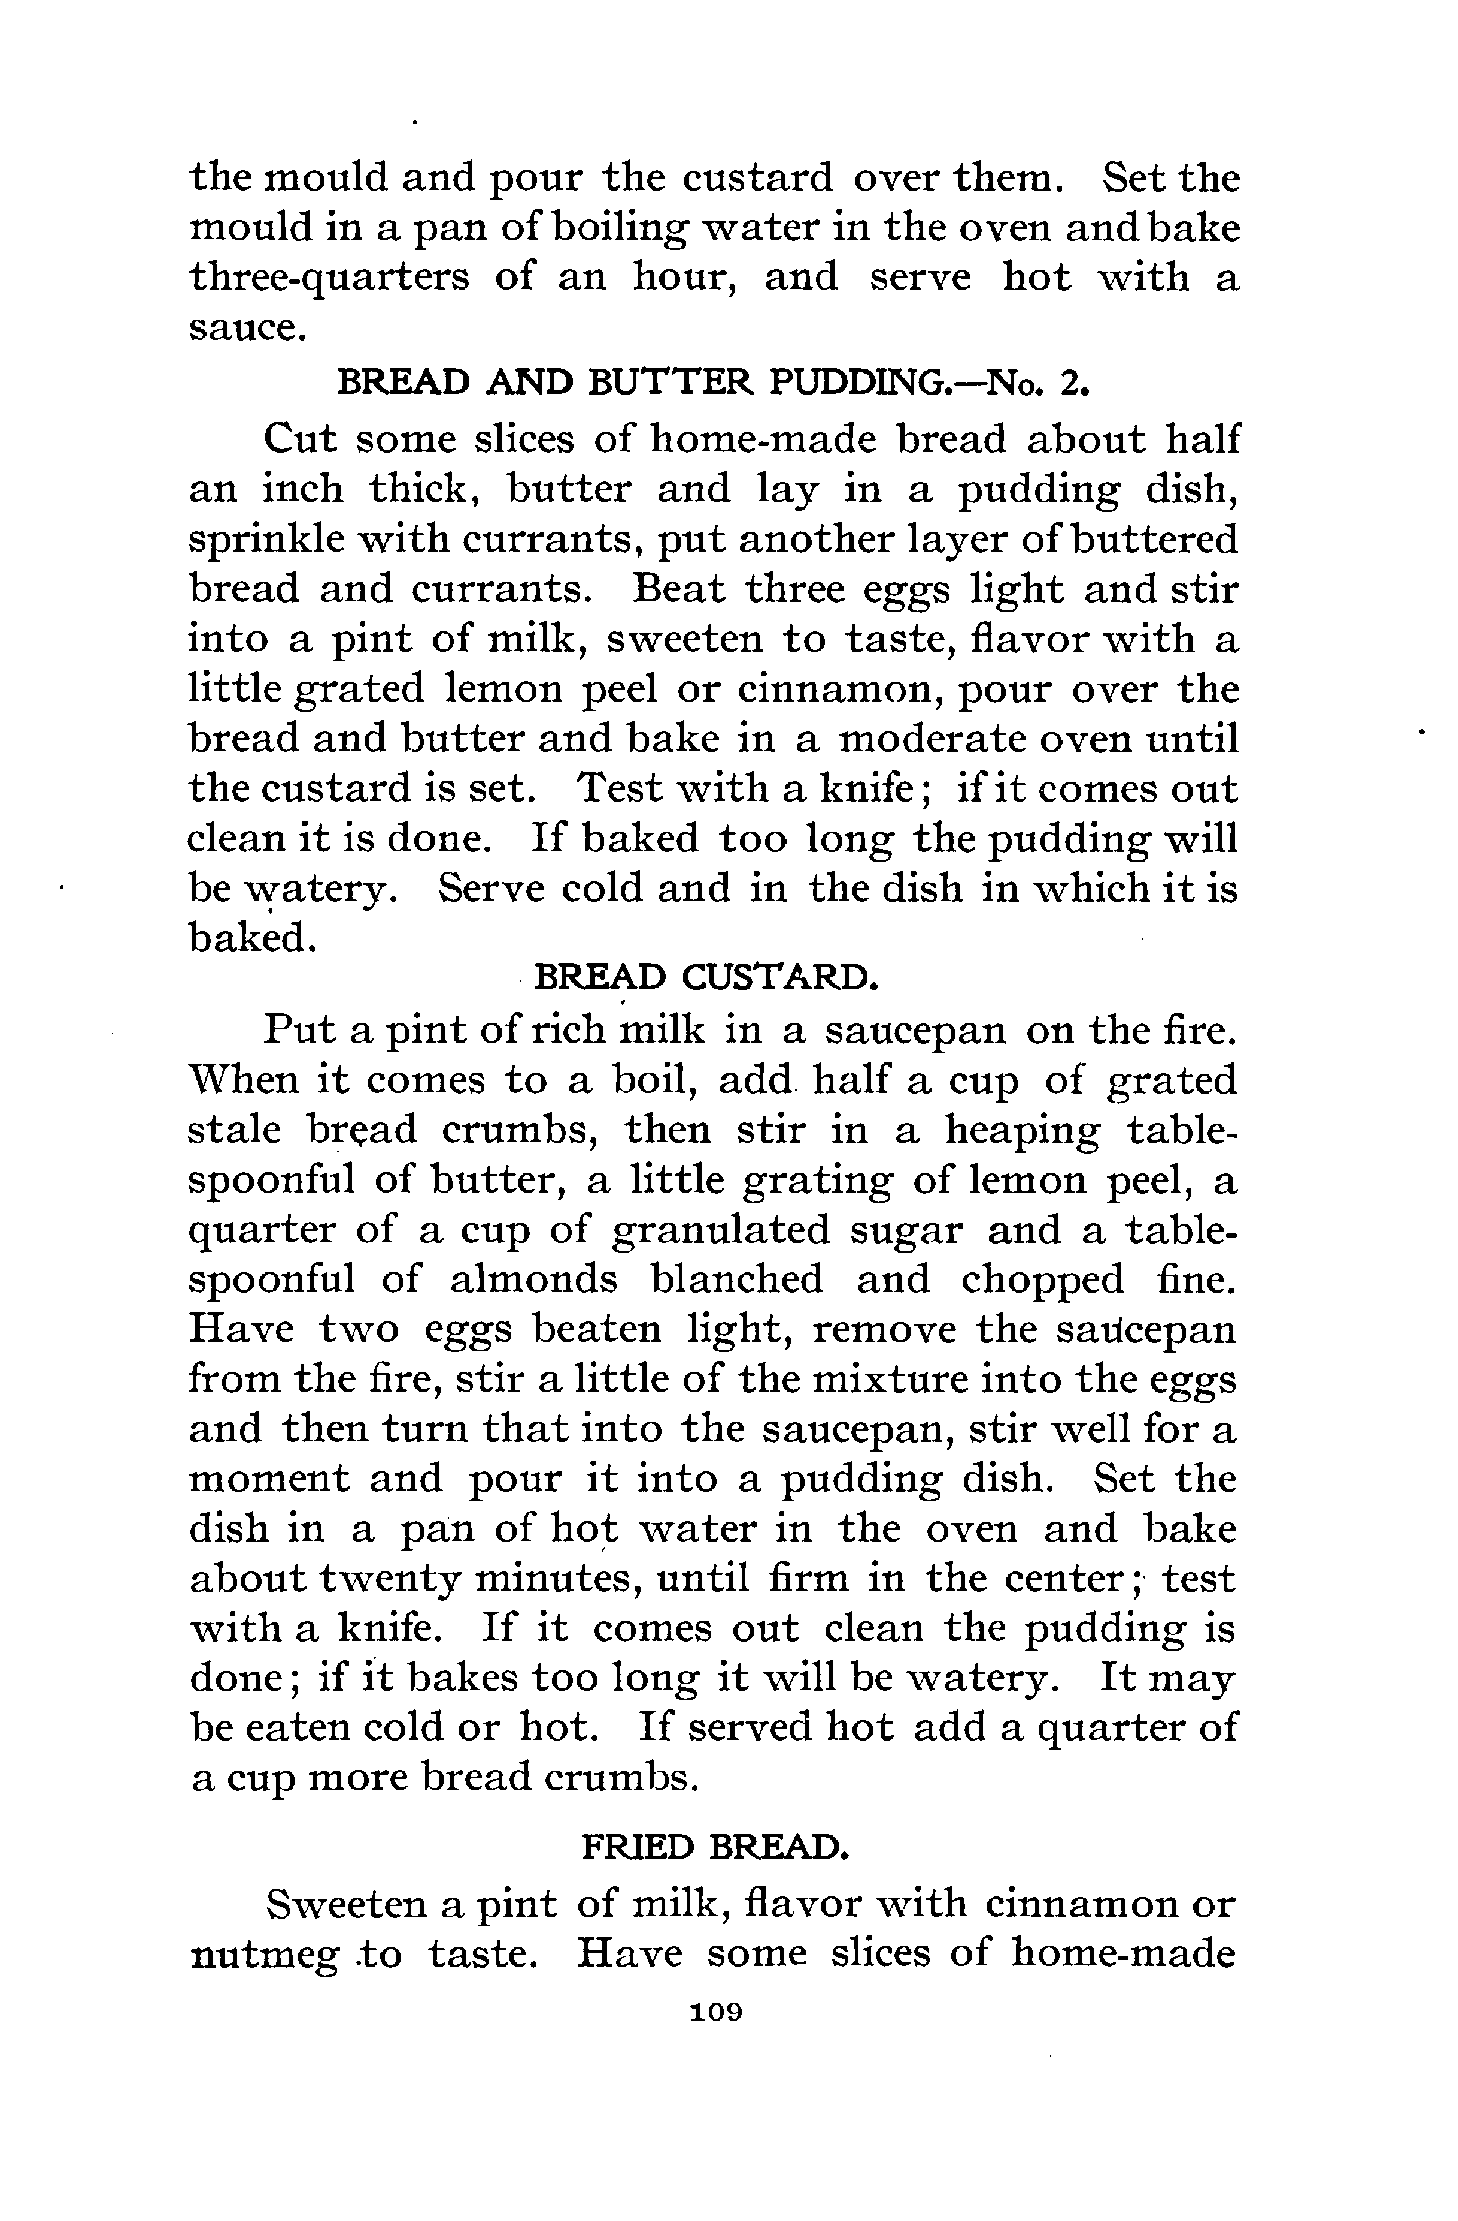 the mould and pour the custard over them. Set the
mould in a pan of boiling water in the oven and bake
three-quarters of an hour, and serve hot with a
sauce.
BREAD AND BUTTER PUDDING.—No. 2.
Cut some slices of home-made bread about half
an inch thick, butter and lay in a pudding dish,
sprinkle with currants, put another layer of buttered
bread and currants. Beat three eggs light and stir
into a pint of milk, sweeten to taste, flavor with a
little grated lemon peel or cinnamon, pour over the
bread and butter and bake in a moderate oven until
the custard is set. Test with a knife; if it comes out
clean it is done. If baked too long the pudding will
be watery. Serve cold and in the dish in which it is
baked.
BREAD CUSTARD.
Put a pint of rich milk in a saucepan on the fire.
When it comes to a boil, add half a cup of grated
stale bread crumbs, then stir in a heaping table-
spoonful of butter, a little grating of lemon peel, a
quarter of a cup of granulated sugar and a table-
spoonful of almonds blanched and chopped fine.
Have two eggs beaten light, remove the saucepan
from the fire, stir a little of the mixture into the eggs
and then turn that into the saucepan, stir well for a
moment and pour it into a pudding dish. Set the
dish in a pan of hot water in the oven and bake
about twenty minutes, until firm in the center; test
with a knife. If it comes out clean the pudding is
done; if it bakes too long it will be watery. It may
be eaten cold or hot. If served hot add a quarter of
a cup more bread crumbs.
FRIED BREAD.
Sweeten a pint of milk, flavor with cinnamon or
nutmeg to taste. Have some slices of home-made
109